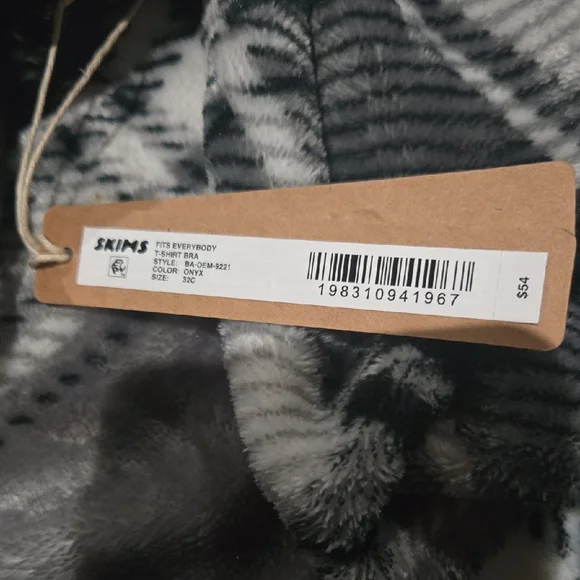 SKIMS
FITS EVERYBODY
T-SHIRT BRA
STYLE: BA-DEM-9221
COLOR: ONYX
SIZE: 32C
198310941967
$54